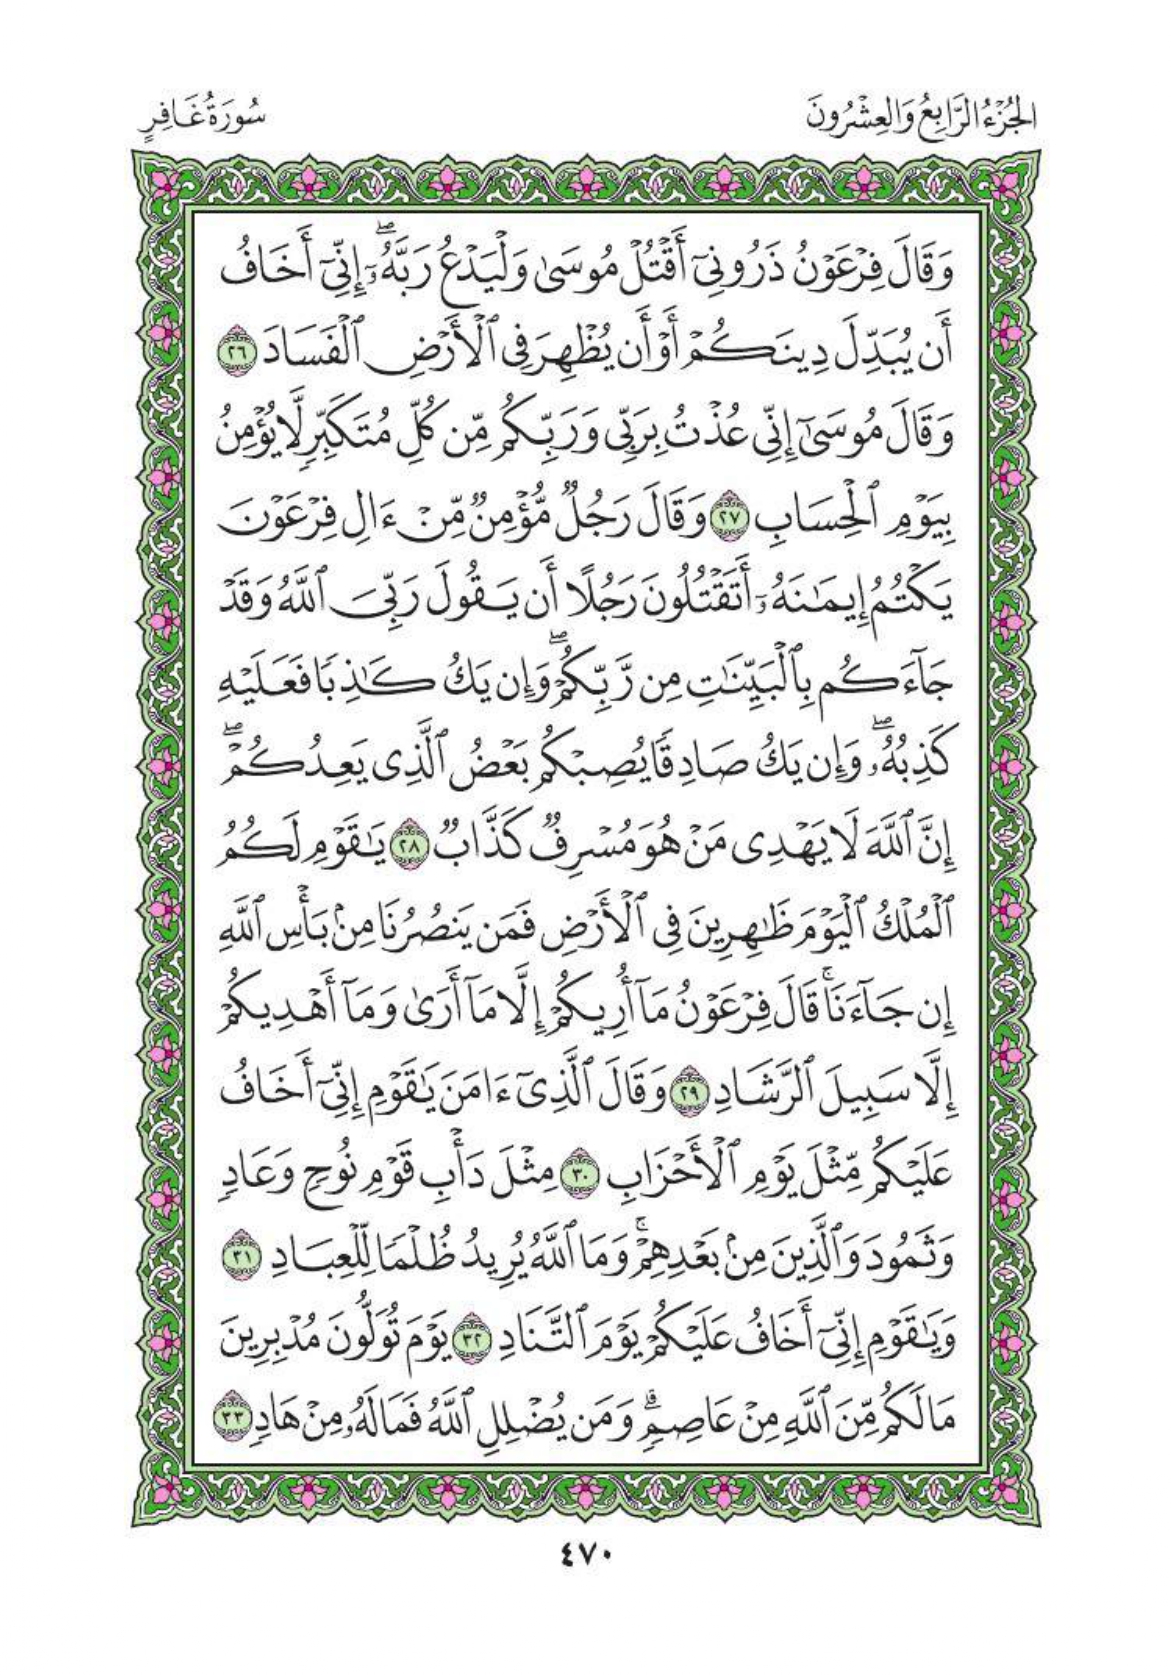 الجُزْءُ الرَّابِعُ وَالعِشْرُونَ
سُورَةُ غَافِرٍ
وَقَالَ فِرْعَوْنُ ذَرُونِىٓ أَقْتُلْ مُوسَىٰ وَلْيَدْعُ رَبَّهُۥٓۖ إِنِّىٓ أَخَافُ
أَن يُبَدِّلَ دِينَكُمْ أَوْ أَن يُظْهِرَ فِى ٱلْأَرْضِ ٱلْفَسَادَ ٢٦
وَقَالَ مُوسَىٰٓ إِنِّى عُذْتُ بِرَبِّى وَرَبِّكُم مِّن كُلِّ مُتَكَبِّرٍ لَّا يُؤْمِنُ
بِيَوْمِ ٱلْحِسَابِ ٢٧ وَقَالَ رَجُلٌ مُّؤْمِنٌ مِّنْ ءَالِ فِرْعَوْنَ
يَكْتُمُ إِيمَـٰنَهُۥٓ أَتَقْتُلُونَ رَجُلًا أَن يَقُولَ رَبِّىَ ٱللَّهُ وَقَدْ
جَآءَكُم بِٱلْبَيِّنَـٰتِ مِن رَّبِّكُمْۖ وَإِن يَكُ كَـٰذِبًا فَعَلَيْهِ
كَذِبُهُۥۖ وَإِن يَكُ صَادِقًا يُصِبْكُم بَعْضُ ٱلَّذِى يَعِدُكُمْۖ
إِنَّ ٱللَّهَ لَا يَهْدِى مَنْ هُوَ مُسْرِفٌ كَذَّابٌ ٢٨ يَـٰقَوْمِ لَكُمُ
ٱلْمُلْكُ ٱلْيَوْمَ ظَـٰهِرِينَ فِى ٱلْأَرْضِ فَمَن يَنصُرُنَا مِنۢ بَأْسِ ٱللَّهِ
إِن جَآءَنَاۚ قَالَ فِرْعَوْنُ مَآ أُرِيكُمْ إِلَّا مَآ أَرَىٰ وَمَآ أَهْدِيكُمْ
إِلَّا سَبِيلَ ٱلرَّشَادِ ٢٩ وَقَالَ ٱلَّذِىٓ ءَامَنَ يَـٰقَوْمِ إِنِّىٓ أَخَافُ
عَلَيْكُم مِّثْلَ يَوْمِ ٱلْأَحْزَابِ ٣٠ مِثْلَ دَأْبِ قَوْمِ نُوحٍ وَعَادٍ
وَثَمُودَ وَٱلَّذِينَ مِنۢ بَعْدِهِمْۚ وَمَا ٱللَّهُ يُرِيدُ ظُلْمًا لِّلْعِبَادِ ٣١
وَيَـٰقَوْمِ إِنِّىٓ أَخَافُ عَلَيْكُمْ يَوْمَ ٱلتَّنَادِ ٣٢ يَوْمَ تُوَلُّونَ مُدْبِرِينَ
مَا لَكُم مِّنَ ٱللَّهِ مِنْ عَاصِمٍۗ وَمَن يُضْلِلِ ٱللَّهُ فَمَا لَهُۥ مِنْ هَادٍ ٣٣
٤٧٠